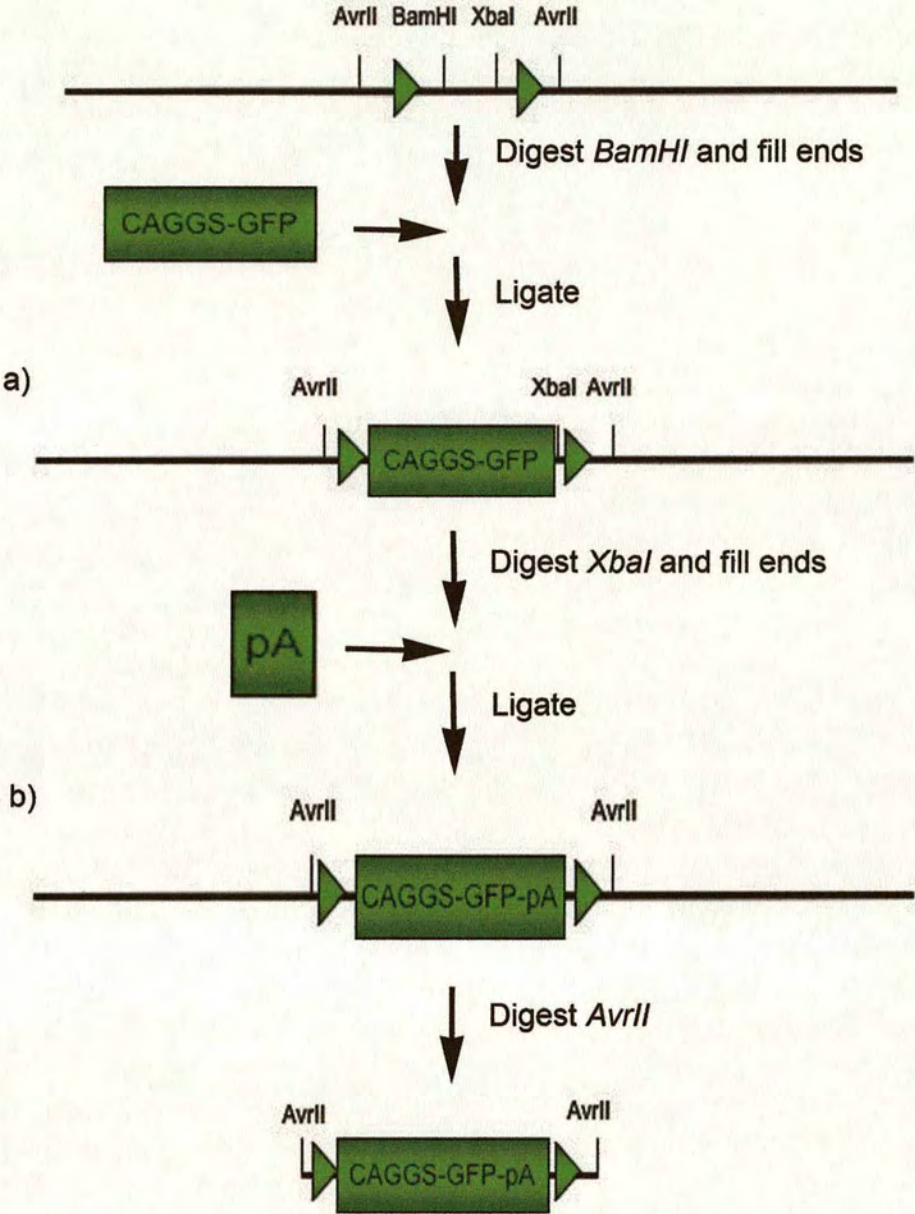 AvrII BamHI XbaI AvrII
Digest BamHI and fill ends
CAGGS-GFP
Ligate
a)
AvrII XbaI AvrII
CAGGS-GFP
Digest XbaI and fill ends
pA
Ligate
b)
AvrII AvrII
CAGGS-GFP-pA
Digest AvrII
AvrII AvrII
CAGGS-GFP-pA